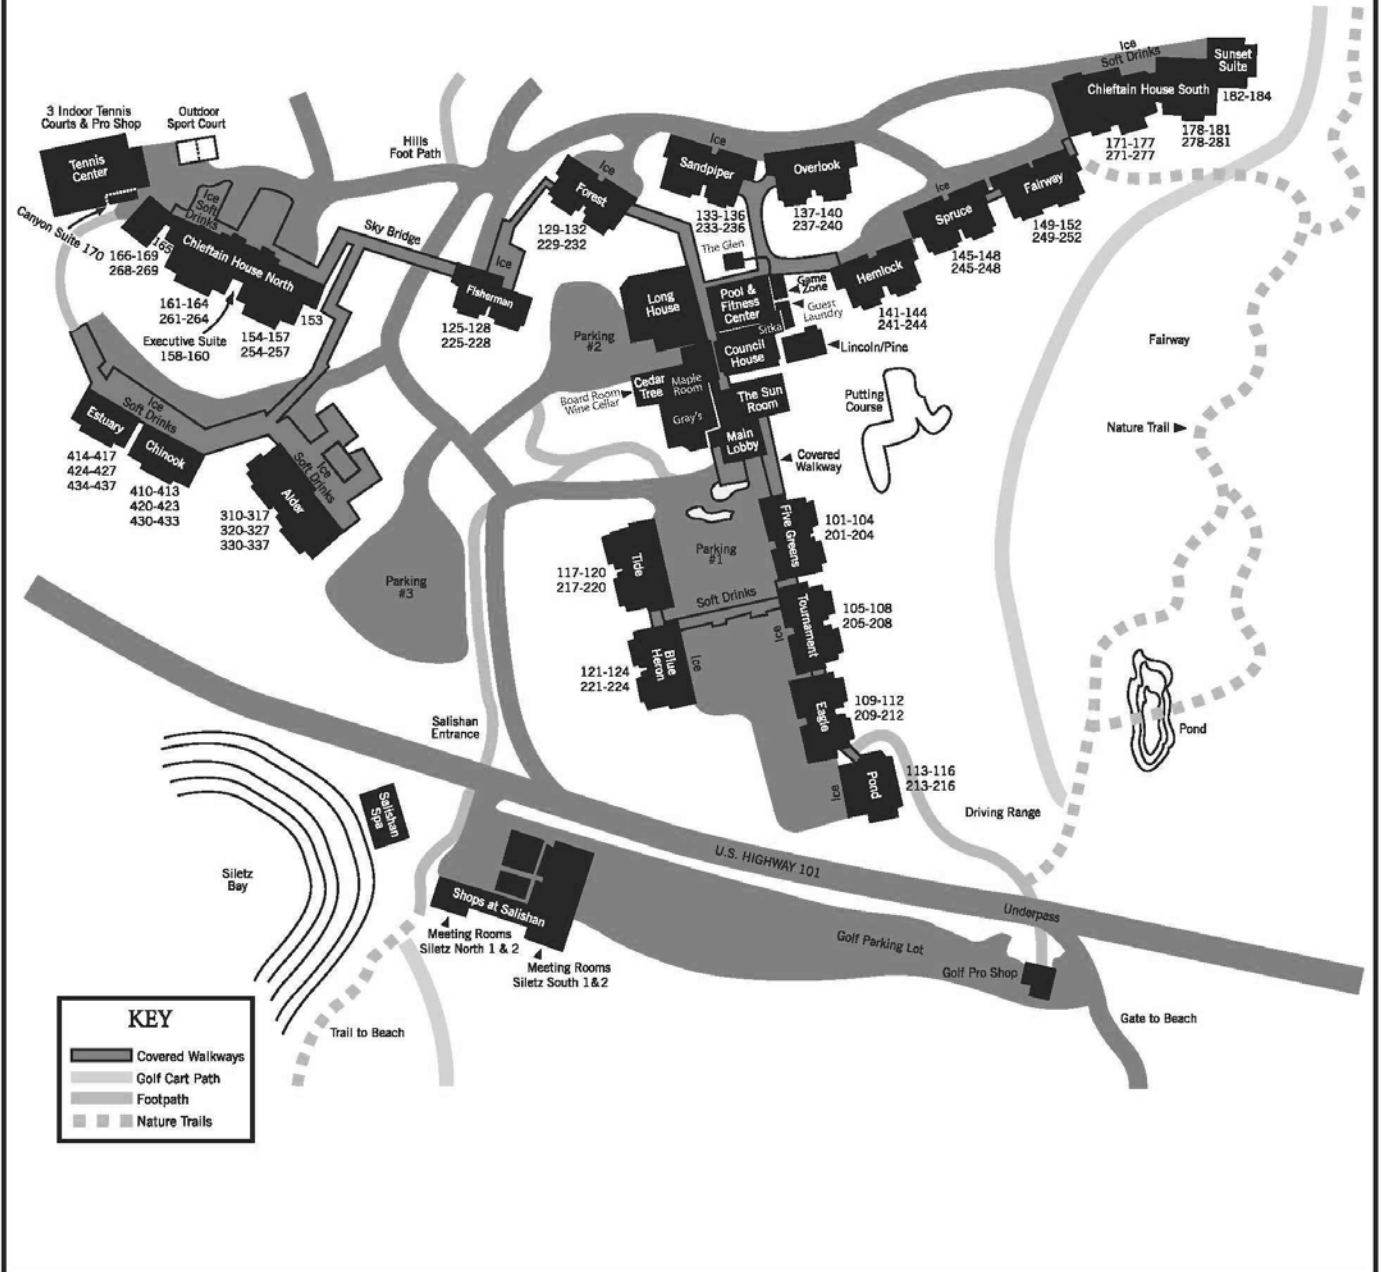 Ice
Soft Drinks
Sunset
Suite
Chieftain House South
182-184
178-181
278-281
171-177
271-277
3 Indoor Tennis
Courts & Pro Shop
Outdoor
Sport Court
Tennis
Center
Hills
Foot Path
Canyon Suite 170
Ice
Soft
Drinks
165
166-169
268-269
Chieftain House North
161-164
261-264
Executive Suite
158-160
154-157
254-257
153
Sky Bridge
Ice
Forest
129-132
229-232
Ice
Fisherman
125-128
225-228
Ice
Sandpiper
133-136
233-236
Overlook
137-140
237-240
Ice
Spruce
145-148
245-248
Fairway
149-152
249-252
Hemlock
141-144
241-244
The Glen
Pool &
Fitness
Center
Game
Zone
Guest
Laundry
Sitka
Long
House
Council
House
Lincoln/Pine
Parking
#2
Cedar
Tree
Maple
Room
Board Room
Wine Cellar
Gray's
The Sun
Room
Main
Lobby
Covered
Walkway
Putting
Course
Fairway
Nature Trail
Ice
Soft Drinks
Estuary
414-417
424-427
434-437
Chinook
410-413
420-423
430-433
Ice
Soft Drinks
Alder
310-317
320-327
330-337
Parking
#3
Parking
#1
Five Greens
101-104
201-204
Tide
117-120
217-220
Soft Drinks
Ice
Tournament
105-108
205-208
Blue
Heron
Ice
121-124
221-224
Eagle
109-112
209-212
Pond
Ice
113-116
213-216
Pond
Driving Range
Salishan
Entrance
Salishan
Spa
Siletz
Bay
U.S. HIGHWAY 101
Underpass
Shops at Salishan
Meeting Rooms
Siletz North 1 & 2
Meeting Rooms
Siletz South 1&2
Golf Parking Lot
Golf Pro Shop
Gate to Beach
Trail to Beach
KEY
Covered Walkways
Golf Cart Path
Footpath
Nature Trails